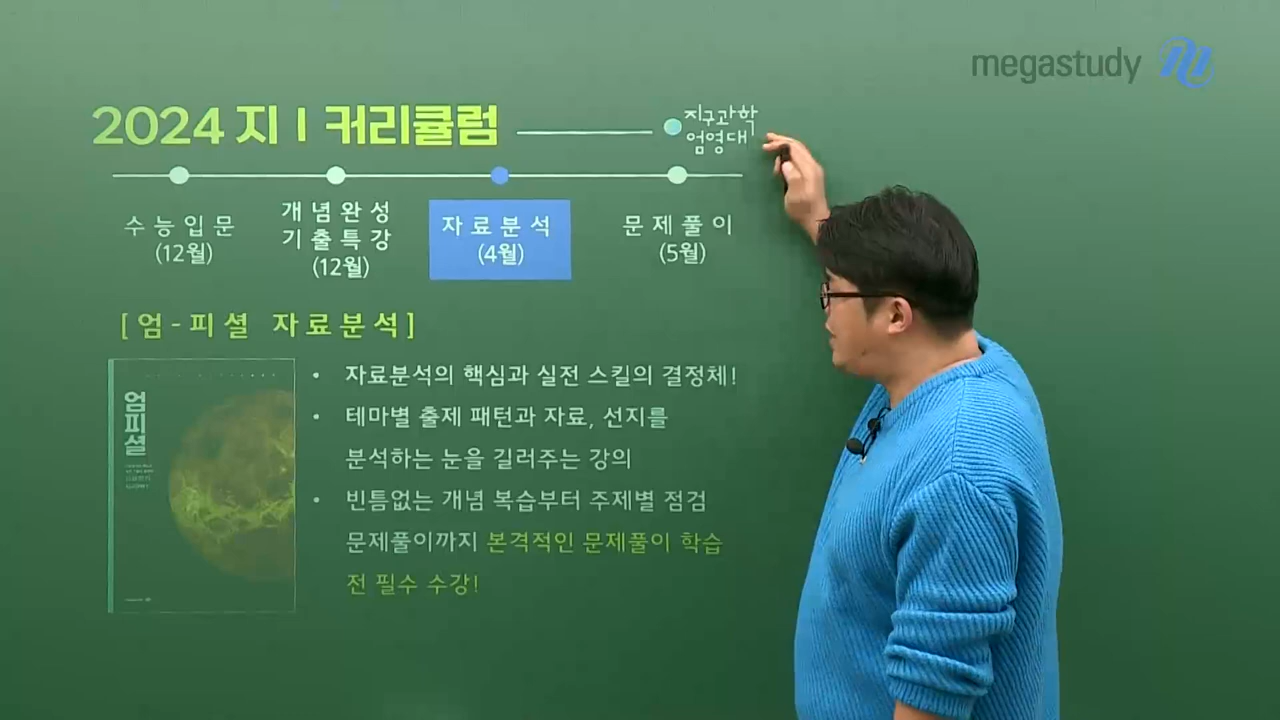 megastudy
2024 지Ⅰ커리큘럼
지구과학
엄영대
수능입문
(12월)
개념완성
기출특강
(12월)
자료분석
(4월)
문제풀이
(5월)
[엄-피셜 자료분석]
엄피셜
• 자료분석의 핵심과 실전 스킬의 결정체!
• 테마별 출제 패턴과 자료, 선지를
분석하는 눈을 길러주는 강의
• 빈틈없는 개념 복습부터 주제별 점검
문제풀이까지 본격적인 문제풀이 학습
전 필수 수강!